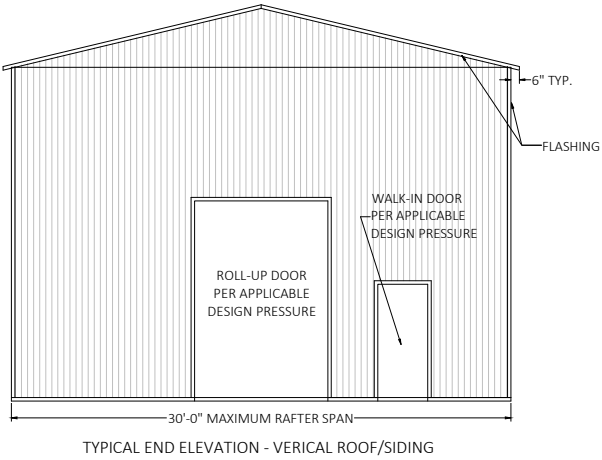 6" TYP.
FLASHING
WALK-IN DOOR
PER APPLICABLE
DESIGN PRESSURE
ROLL-UP DOOR
PER APPLICABLE
DESIGN PRESSURE
30'-0" MAXIMUM RAFTER SPAN
TYPICAL END ELEVATION - VERICAL ROOF/SIDING